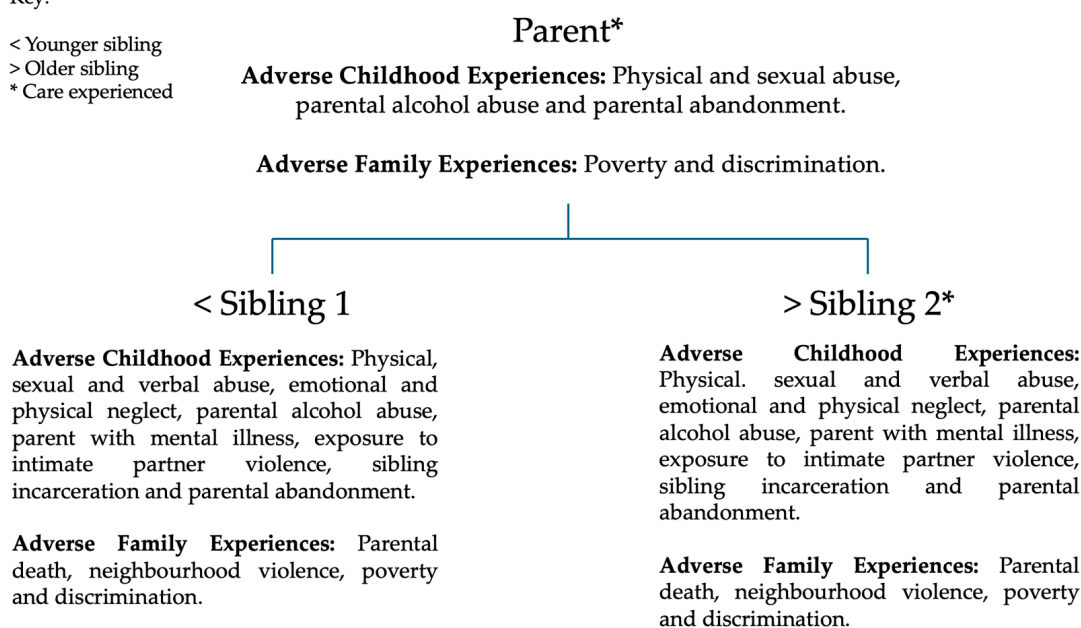 Key:
< Younger sibling
> Older sibling
* Care experienced
Parent*
Adverse Childhood Experiences: Physical and sexual abuse,
parental alcohol abuse and parental abandonment.
Adverse Family Experiences: Poverty and discrimination.
< Sibling 1
Adverse Childhood Experiences: Physical,
sexual and verbal abuse, emotional and
physical neglect, parental alcohol abuse,
parent with mental illness, exposure to
intimate partner violence, sibling
incarceration and parental abandonment.
Adverse Family Experiences: Parental
death, neighbourhood violence, poverty
and discrimination.
> Sibling 2*
Adverse Childhood Experiences:
Physical. sexual and verbal abuse,
emotional and physical neglect, parental
alcohol abuse, parent with mental illness,
exposure to intimate partner violence,
sibling incarceration and parental
abandonment.
Adverse Family Experiences: Parental
death, neighbourhood violence, poverty
and discrimination.